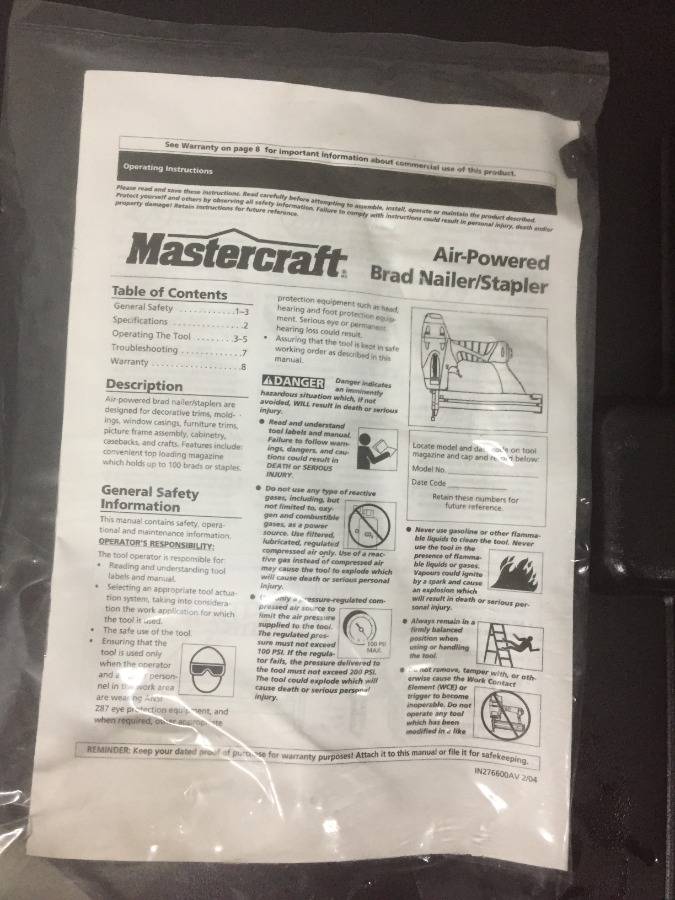 See Warranty on page 8 for important information about commercial use of this product.
Operating Instructions
Please read and save these instructions. Read carefully before attempting to assemble, install, operate or maintain the product described.
Protect yourself and others by observing all safety information. Failure to comply with instructions could result in personal injury, death and/or
property damage! Retain instructions for future reference.
Mastercraft®
Air-Powered
Brad Nailer/Stapler
Table of Contents
General Safety . . . . . . . . . . . .1–3
Specifications . . . . . . . . . . . . .2
Operating The Tool . . . . . . . .3–5
Troubleshooting . . . . . . . . . . .7
Warranty . . . . . . . . . . . . . . . .8
Description
Air-powered brad nailer/staplers are
designed for decorative trims, mold-
ings, window casings, furniture trims,
picture frame assembly, cabinetry,
casebacks, and crafts. Features include:
convenient top loading magazine
which holds up to 100 brads or staples.
General Safety
Information
This manual contains safety, opera-
tional and maintenance information.
OPERATOR'S RESPONSIBILITY:
The tool operator is responsible for:
• Reading and understanding tool
labels and manual.
• Selecting an appropriate tool actua-
tion system, taking into considera-
tion the work application for which
the tool is used.
• The safe use of the tool.
• Ensuring that the
tool is used only
when the operator
and all other person-
nel in the work area
are wearing ANSI
Z87 eye protection equipment, and
when required, other appropriate
protection equipment such as head,
hearing and foot protection equip-
ment. Serious eye or permanent
hearing loss could result.
• Assuring that the tool is kept in safe
working order as described in this
manual.
DANGER Danger indicates
an imminently
hazardous situation which, if not
avoided, WILL result in death or serious
injury.
● Read and understand
tool labels and manual.
Failure to follow warn-
ings, dangers, and cau-
tions could result in
DEATH or SERIOUS
INJURY.
● Do not use any type of reactive
gases, including, but
not limited to, oxy-
gen and combustible
gases, as a power
source. Use filtered,
lubricated, regulated
compressed air only. Use of a reac-
tive gas instead of compressed air
may cause the tool to explode which
will cause death or serious personal
injury.
● Use only a pressure-regulated com-
pressed air source to
limit the air pressure
supplied to the tool.
The regulated pres-
sure must not exceed
100 PSI. If the regula-
tor fails, the pressure delivered to
the tool must not exceed 200 PSI.
The tool could explode which will
cause death or serious personal
injury.
100 PSI
MAX.
Locate model and date code on tool
magazine and cap and record below:
Model No.
Date Code
Retain these numbers for
future reference.
● Never use gasoline or other flamma-
ble liquids to clean the tool. Never
use the tool in the
presence of flamma-
ble liquids or gases.
Vapours could ignite
by a spark and cause
an explosion which
will result in death or serious per-
sonal injury.
● Always remain in a
firmly balanced
position when
using or handling
the tool.
● Do not remove, tamper with, or oth-
erwise cause the Work Contact
Element (WCE) or
trigger to become
inoperable. Do not
operate any tool
which has been
modified in a like
REMINDER: Keep your dated proof of purchase for warranty purposes! Attach it to this manual or file it for safekeeping.
IN276600AV 2/04